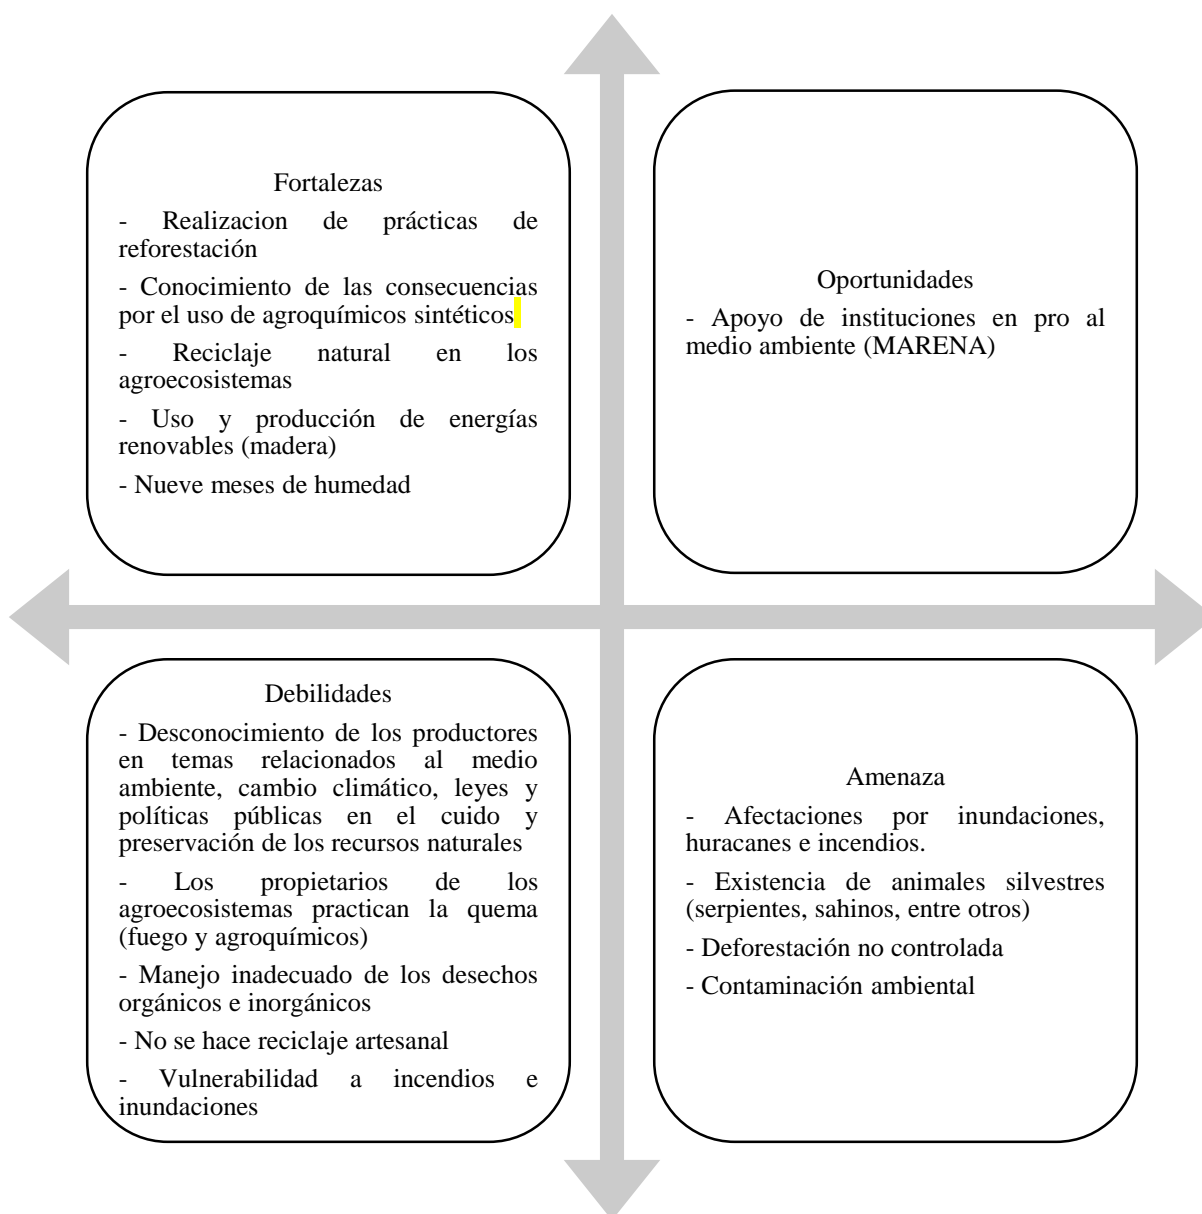 Fortalezas
- Realizacion de prácticas de
reforestación
- Conocimiento de las consecuencias
por el uso de agroquímicos sintéticos
- Reciclaje natural en los
agroecosistemas
- Uso y producción de energías
renovables (madera)
- Nueve meses de humedad
Oportunidades
- Apoyo de instituciones en pro al
medio ambiente (MARENA)
Debilidades
- Desconocimiento de los productores
en temas relacionados al medio
ambiente, cambio climático, leyes y
políticas públicas en el cuido y
preservación de los recursos naturales
- Los propietarios de los
agroecosistemas practican la quema
(fuego y agroquímicos)
- Manejo inadecuado de los desechos
orgánicos e inorgánicos
- No se hace reciclaje artesanal
- Vulnerabilidad a incendios e
inundaciones
Amenaza
- Afectaciones por inundaciones,
huracanes e incendios.
- Existencia de animales silvestres
(serpientes, sahinos, entre otros)
- Deforestación no controlada
- Contaminación ambiental